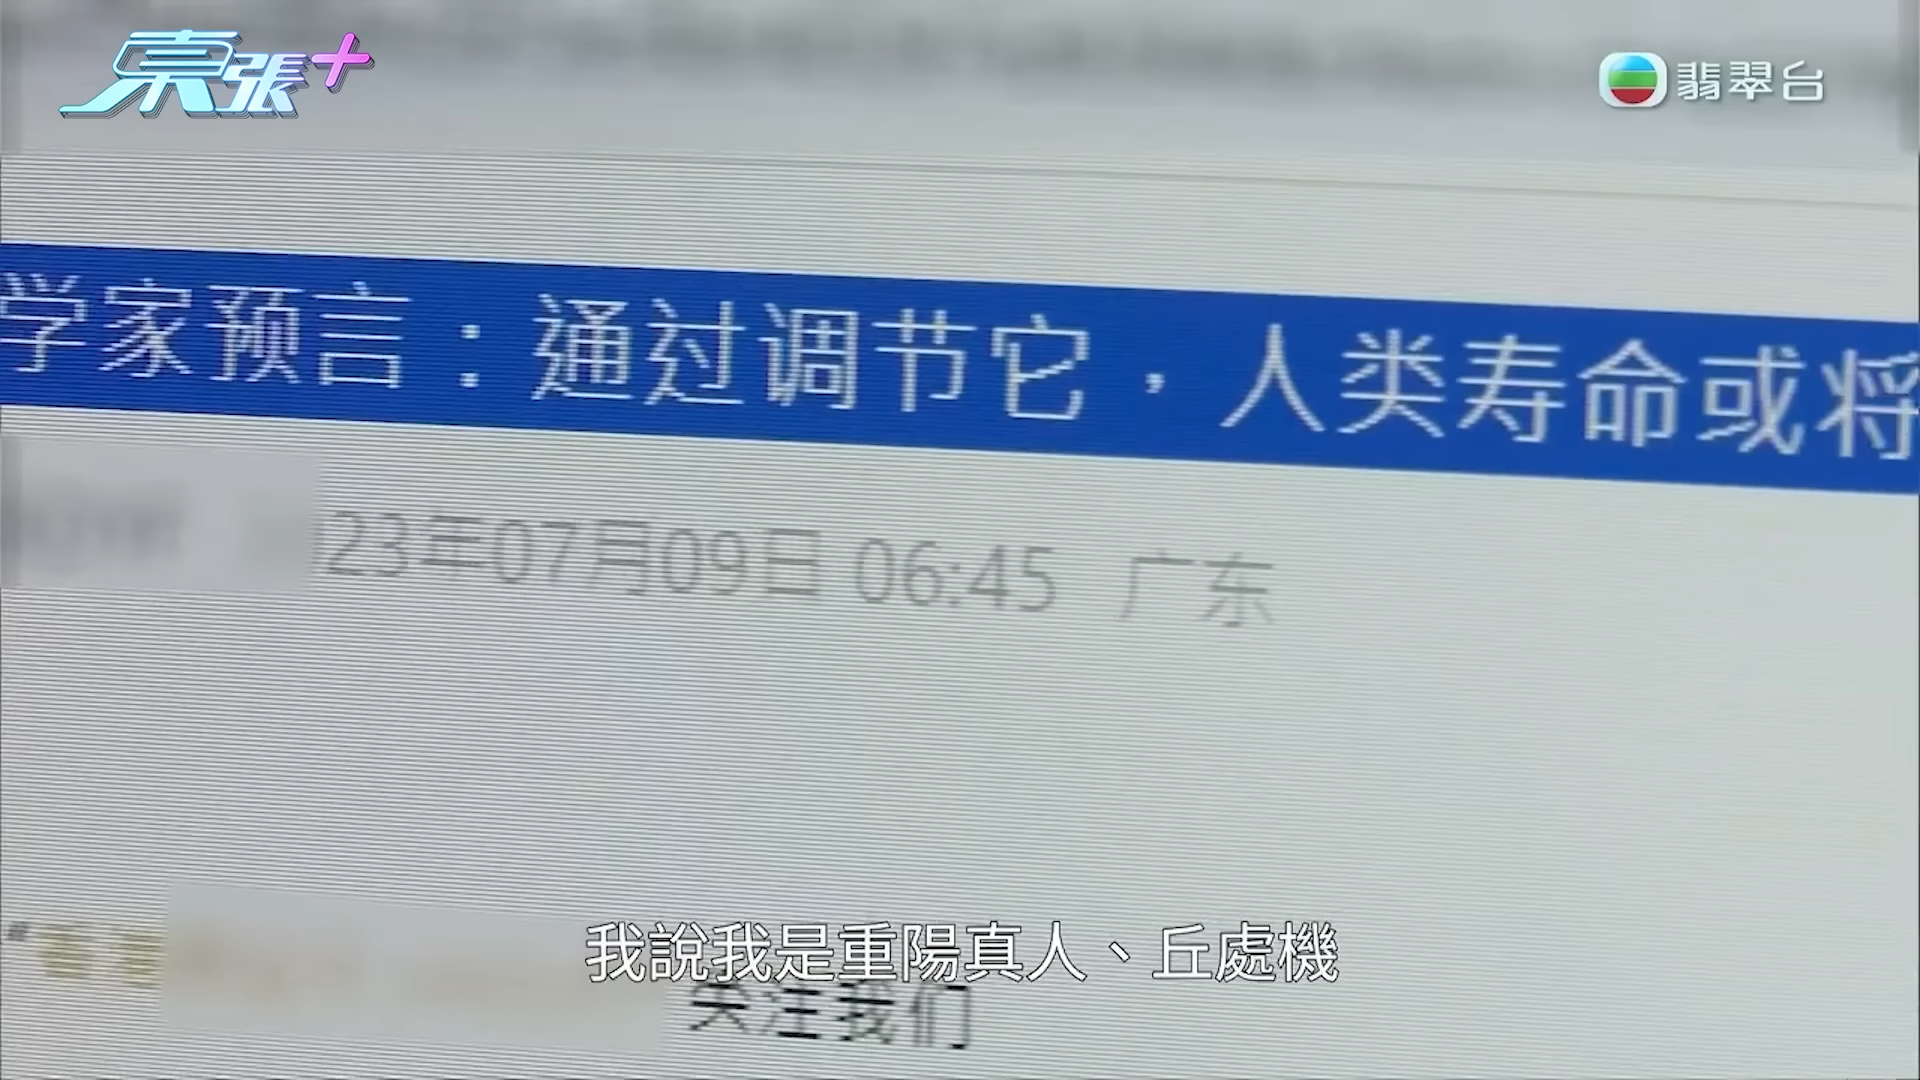 東張+
翡翠台
学家预言：通过调节它，人类寿命或将
23年07月09日 06:45 广东
我說我是重陽真人、丘處機
关注我们